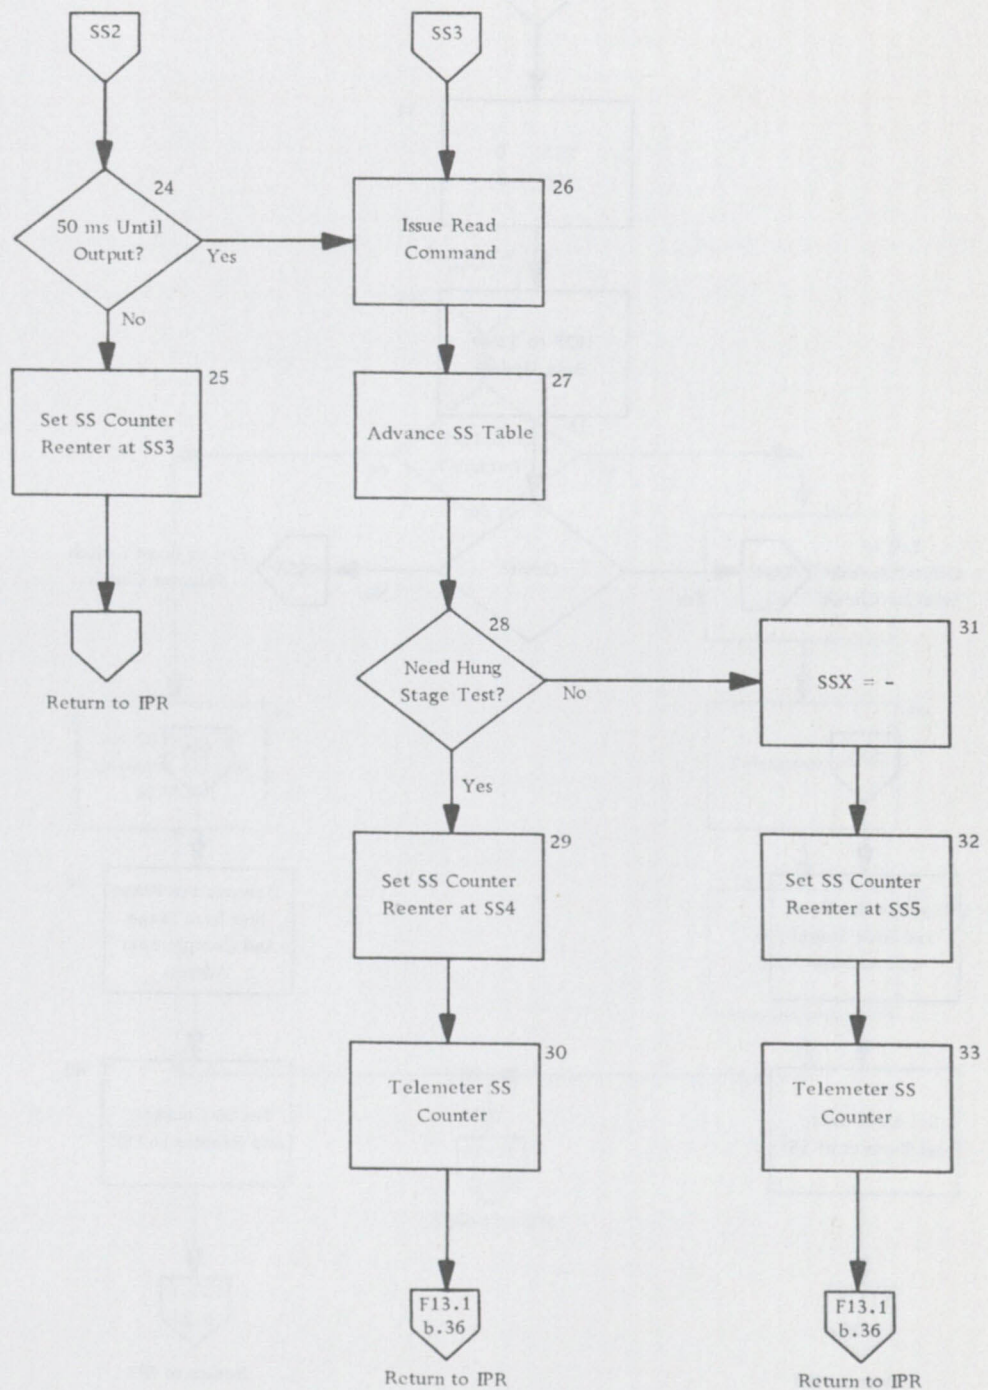 SS2
SS3
24
50 ms Until
Output?
Yes
No
26
Issue Read
Command
25
Set SS Counter
Reenter at SS3
27
Advance SS Table
Return to IPR
28
Need Hung
Stage Test?
No
Yes
31
SSX = -
29
Set SS Counter
Reenter at SS4
32
Set SS Counter
Reenter at SS5
30
Telemeter SS
Counter
33
Telemeter SS
Counter
F13.1
b.36
Return to IPR
F13.1
b.36
Return to IPR